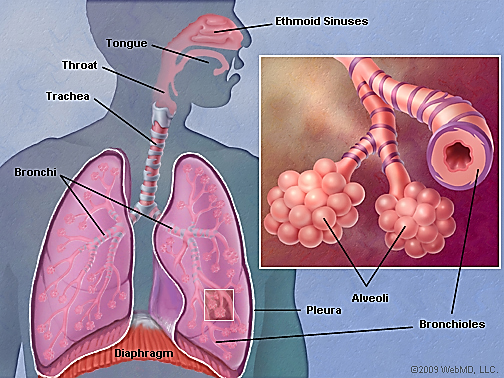 Ethmoid Sinuses
Tongue
Throat
Trachea
Bronchi
Alveoli
Pleura
Bronchioles
Diaphragm
©2009 WebMD, LLC.